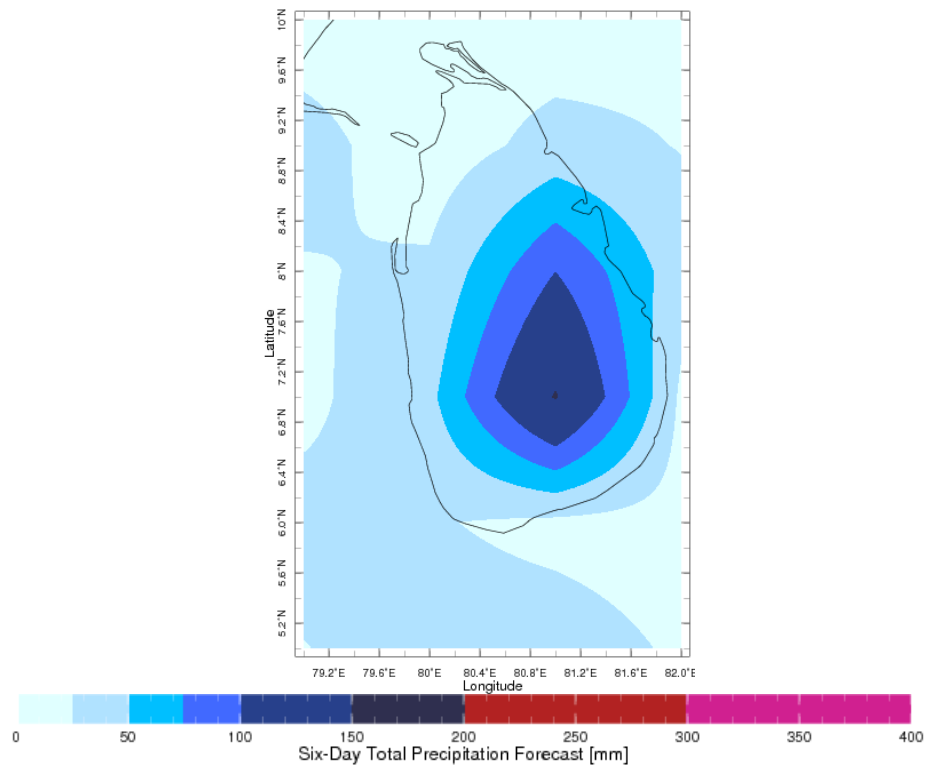 10°N
9.6°N
9.2°N
8.8°N
8.4°N
8°N
7.6°N
7.2°N
6.8°N
6.4°N
6.0°N
5.6°N
5.2°N
Latitude
79.2°E 79.6°E 80°E 80.4°E 80.8°E 81.2°E 81.6°E 82.0°E
Longitude
0 50 100 150 200 250 300 350 400
Six-Day Total Precipitation Forecast [mm]